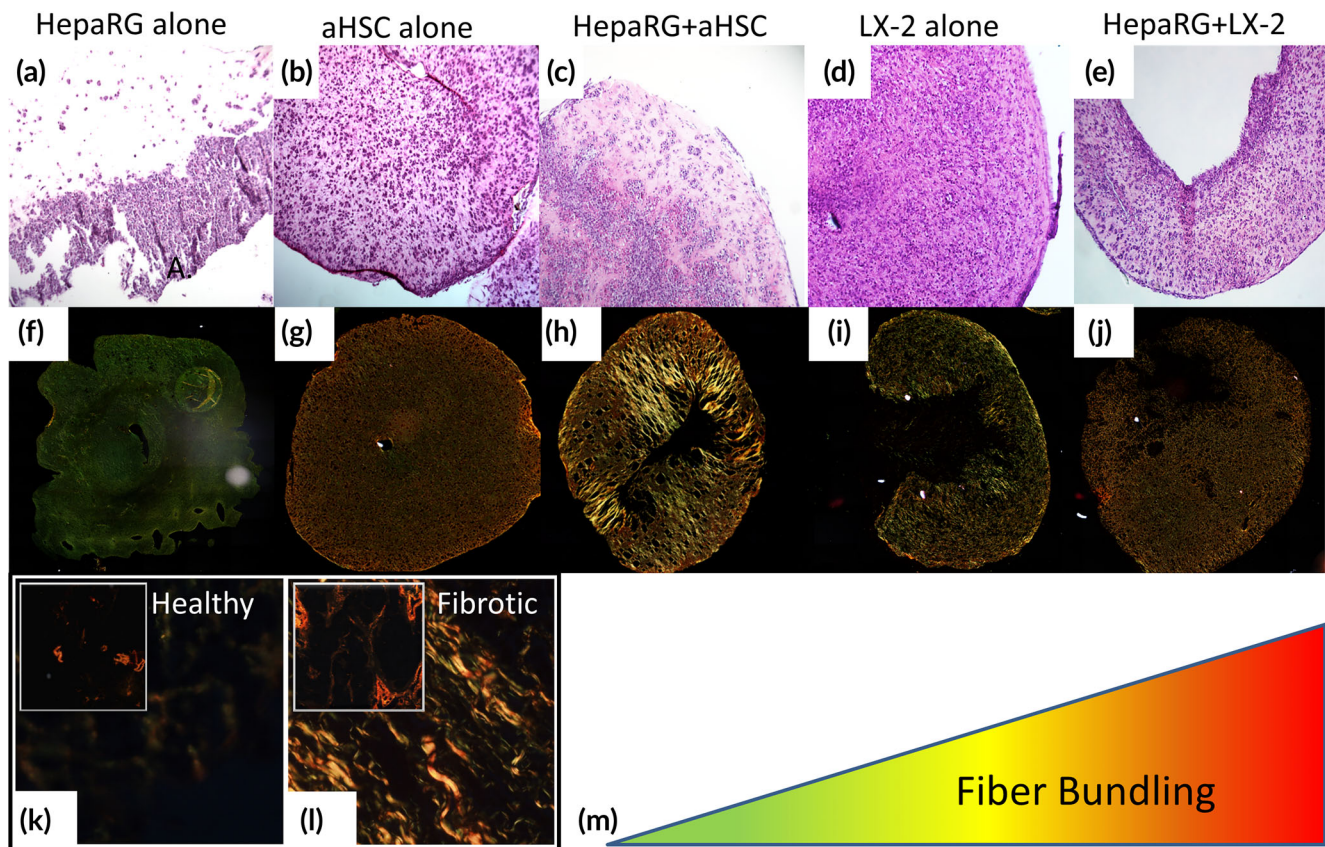 HepaRG alone
aHSC alone
HepaRG+aHSC
LX-2 alone
HepaRG+LX-2
(a)
(b)
(c)
(d)
(e)
A.
(f)
(g)
(h)
(i)
(j)
Healthy
Fibrotic
(k)
(l)
(m)
Fiber Bundling